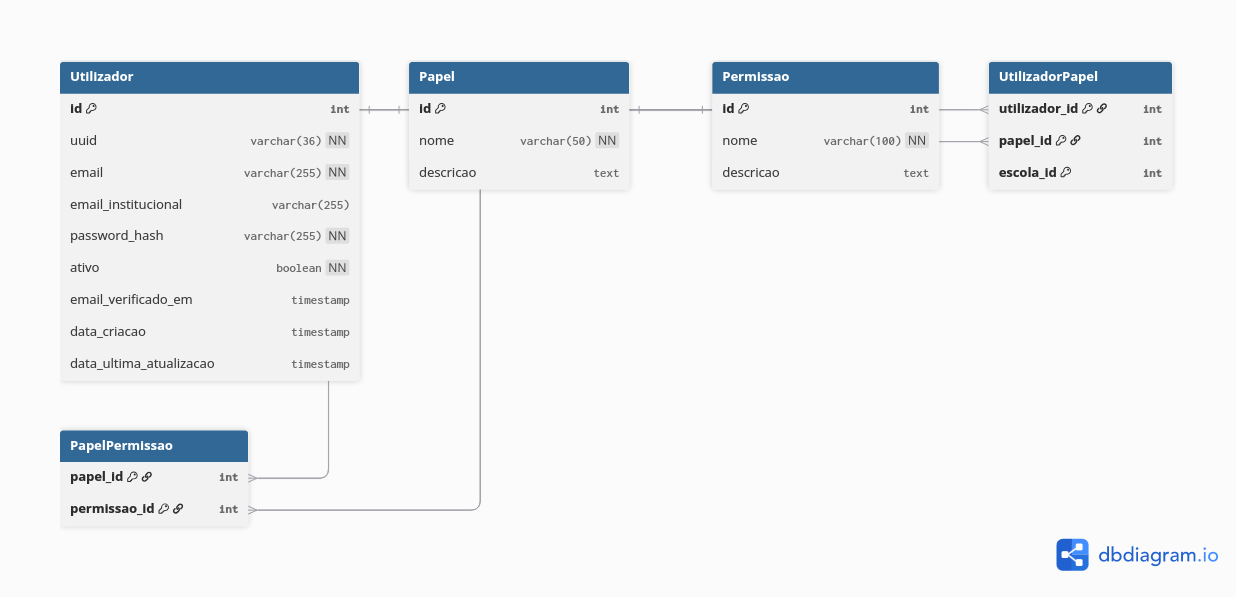 Utilizador
id int
uuid varchar(36) NN
email varchar(255) NN
email_institucional varchar(255)
password_hash varchar(255) NN
ativo boolean NN
email_verificado_em timestamp
data_criacao timestamp
data_ultima_atualizacao timestamp
Papel
id int
nome varchar(50) NN
descricao text
Permissao
id int
nome varchar(100) NN
descricao text
UtilizadorPapel
utilizador_id int
papel_id int
escola_id int
PapelPermissao
papel_id int
permissao_id int
dbdiagram.io